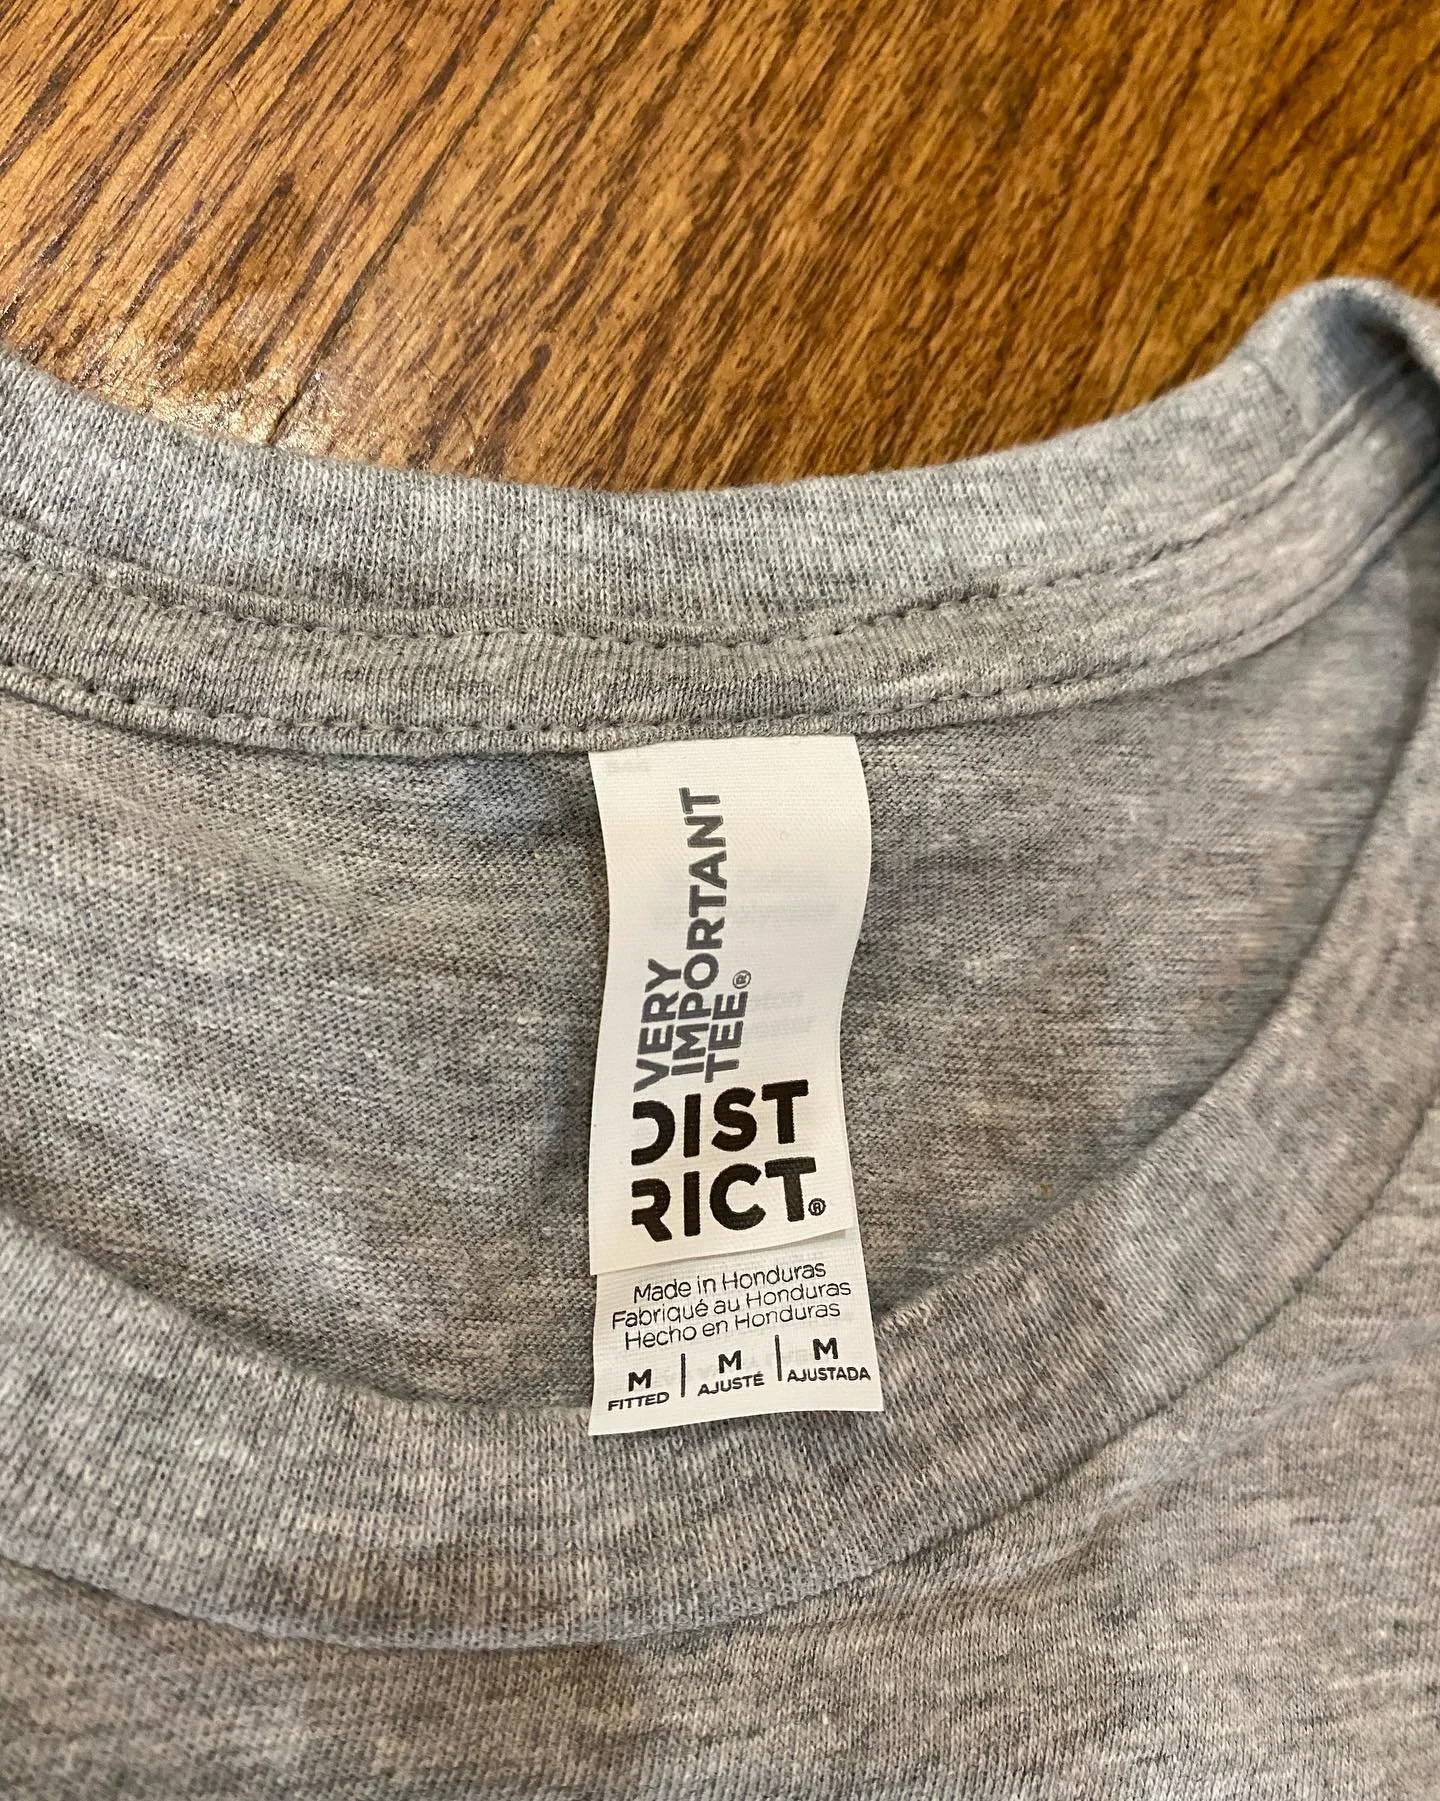 VERY
IMPORTANT
TEE®
DIST
RICT®
Made in Honduras
Fabriqué au Honduras
Hecho en Honduras
M | M | M
FITTED AJUSTÉ AJUSTADA